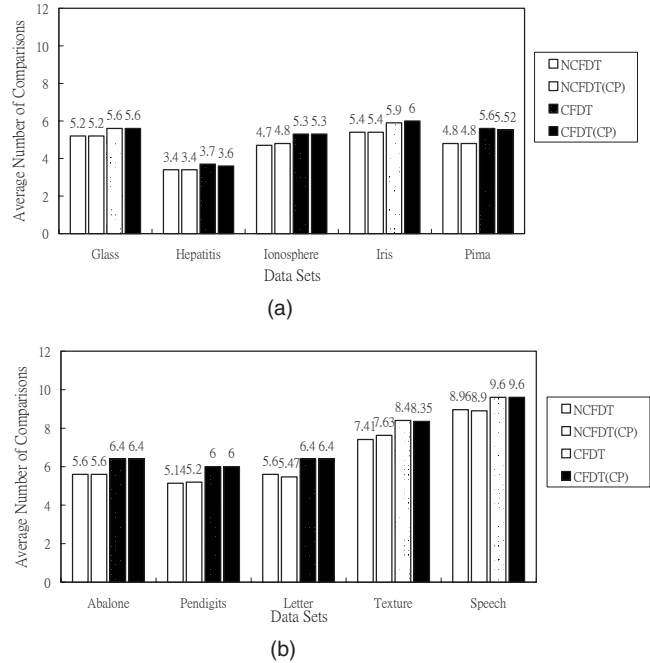 12
10
8
6
4
2
0
Average Number of Comparisons
5.2 5.2 5.6 5.6
3.4 3.4 3.7 3.6
4.7 4.8 5.3 5.3
5.4 5.4 5.9 6
4.8 4.8 5.6 5.52
Glass Hepatitis Ionosphere Iris Pima
Data Sets
NCFDT
NCFDT(CP)
CFDT
CFDT(CP)
(a)
12
10
8
6
4
2
0
Average Number of Comparisons
5.6 5.6 6.4 6.4
5.14 5.2 6 6
5.6 5.47 6.4 6.4
7.41 7.63 8.4 8.35
8.96 8.9 9.6 9.6
Abalone Pendigits Letter Texture Speech
Data Sets
NCFDT
NCFDT(CP)
CFDT
CFDT(CP)
(b)